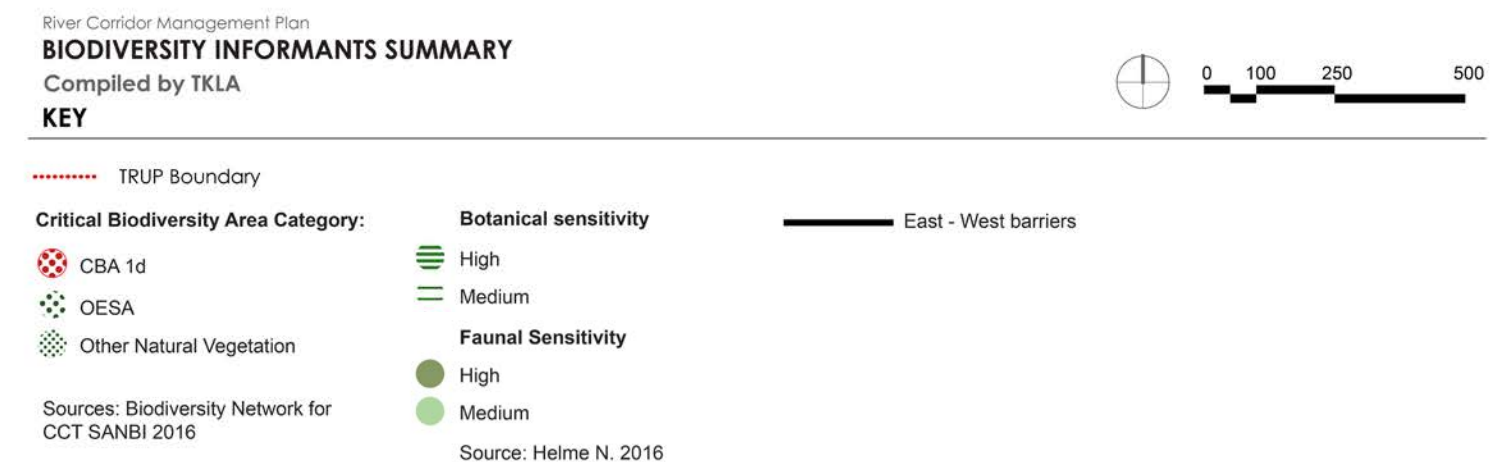 River Corridor Management Plan
BIODIVERSITY INFORMANTS SUMMARY
Compiled by TKLA
KEY
0 100 250 500
TRUP Boundary
Critical Biodiversity Area Category:
CBA 1d
OESA
Other Natural Vegetation
Sources: Biodiversity Network for
CCT SANBI 2016
Botanical sensitivity
High
Medium
Faunal Sensitivity
High
Medium
Source: Helme N. 2016
East - West barriers